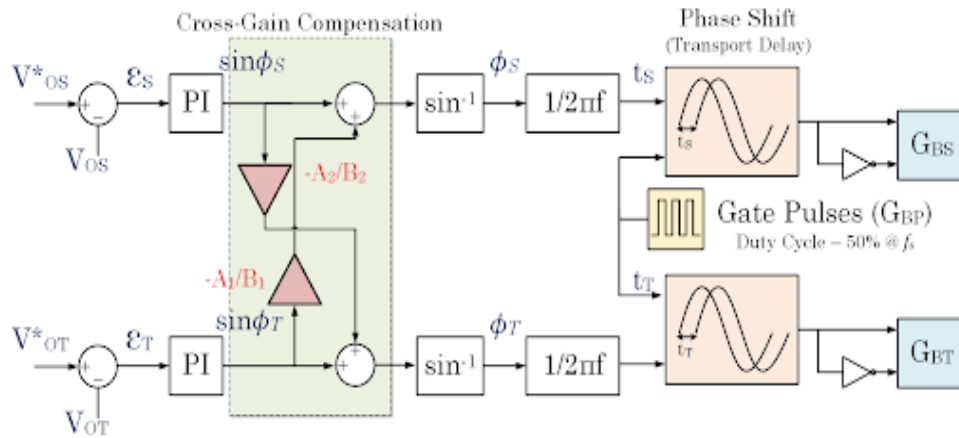 Cross-Gain Compensation
Phase Shift
(Transport Delay)
V*OS
+
−
VOS
εS
PI
sinϕS
+
+
sin-1
ϕS
1/2πf
tS
tS
GBS
-A2/B2
-A1/B1
Gate Pulses (GBP)
Duty Cycle – 50% @ fs
V*OT
+
−
VOT
εT
PI
sinϕT
+
+
sin-1
ϕT
1/2πf
tT
tT
GBT